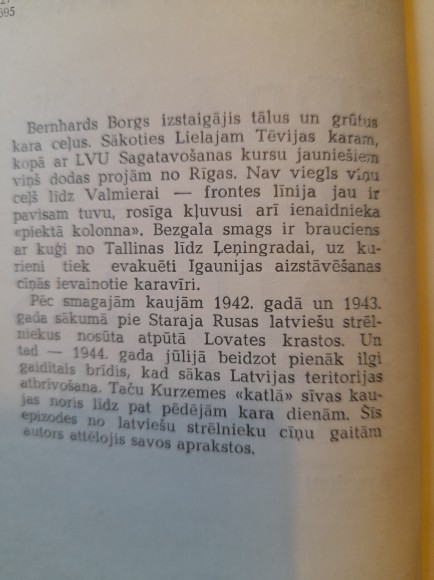 27
695
Bernhards Borgs izstaigājis tālus un grūtus
kara ceļus. Sākoties Lielajam Tēvijas karam,
kopā ar LVU Sagatavošanas kursu jauniešiem
viņš dodas projām no Rīgas. Nav viegls viņu
ceļš līdz Valmierai — frontes līnija jau ir
pavisam tuvu, rosīga kļuvusi arī ienaidnieka
«piektā kolonna». Bezgala smags ir brauciens
ar kuģi no Tallinas līdz Ļeņingradai, uz ku-
rieni tiek evakuēti Igaunijas aizstāvēšanas
cīņās ievainotie karavīri.
Pēc smagajām kaujām 1942. gadā un 1943.
gada sākumā pie Staraja Rusas latviešu strēl-
niekus nosūta atpūtā Lovates krastos. Un
tad — 1944. gada jūlijā beidzot pienāk ilgi
gaidītais brīdis, kad sākas Latvijas teritorijas
atbrīvošana. Taču Kurzemes «katlā» sīvas kau-
jas noris līdz pat pēdējām kara dienām. Šīs
epizodes no latviešu strēlnieku cīņu gaitām
autors attēlojis savos aprakstos.